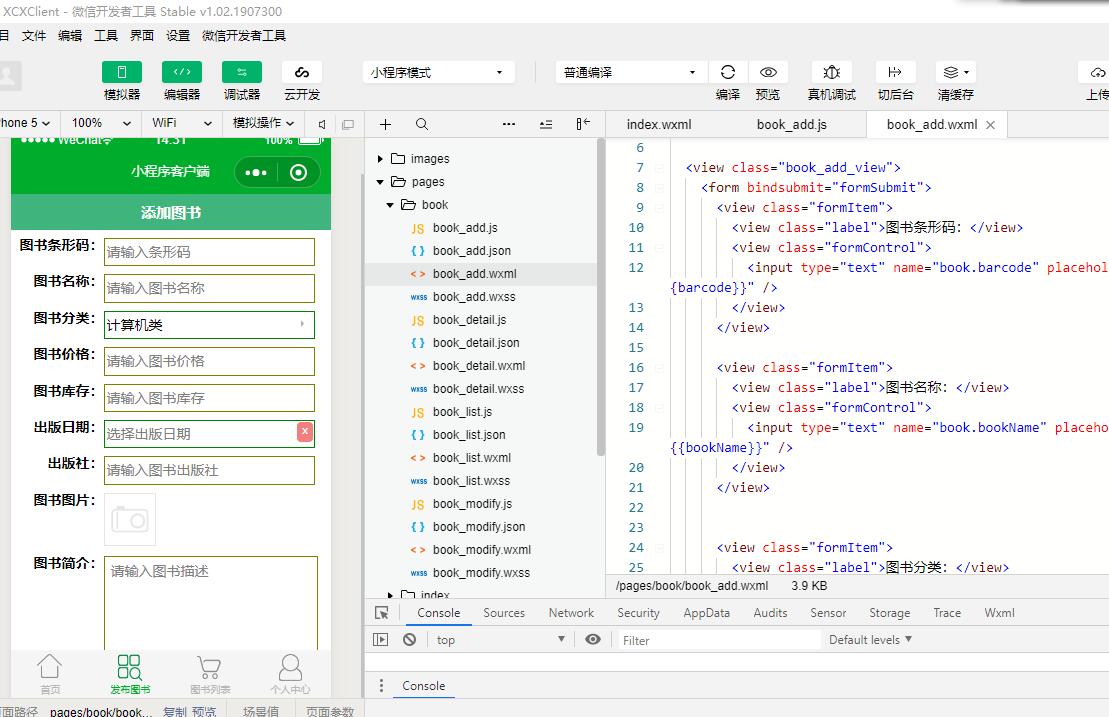 XCXClient - 微信开发者工具 Stable v1.02.1907300
目 文件 编辑 工具 界面 设置 微信开发者工具
小程序模式 普通编译
模拟器 编辑器 调试器 云开发 编译 预览 真机调试 切后台 清缓存 上传
hone 5 100% WiFi 模拟操作
WeChat 14:31 100%
小程序客户端
添加图书
图书条形码: 请输入条形码
图书名称: 请输入图书名称
图书分类: 计算机类
图书价格: 请输入图书价格
图书库存: 请输入图书库存
出版日期: 选择出版日期 x
出版社: 请输入图书出版社
图书图片:
图书简介: 请输入图书描述
首页 发布图书 图书列表 个人中心
页面路径 pages/book/book... 复制 预览 场景值 页面参数
images
pages
book
JS book_add.js
{ } book_add.json
< > book_add.wxml
wxss book_add.wxss
JS book_detail.js
{ } book_detail.json
< > book_detail.wxml
wxss book_detail.wxss
JS book_list.js
{ } book_list.json
< > book_list.wxml
wxss book_list.wxss
JS book_modify.js
{ } book_modify.json
< > book_modify.wxml
wxss book_modify.wxss
index
index.wxml book_add.js book_add.wxml
6
7 <view class="book_add_view">
8 <form bindsubmit="formSubmit">
9 <view class="formItem">
10 <view class="label">图书条形码: </view>
11 <view class="formControl">
12 <input type="text" name="book.barcode" placehol
{barcode}}" />
13 </view>
14 </view>
15
16 <view class="formItem">
17 <view class="label">图书名称: </view>
18 <view class="formControl">
19 <input type="text" name="book.bookName" placeho
{{bookName}}" />
20 </view>
21 </view>
22
23
24 <view class="formItem">
25 <view class="label">图书分类: </view>
/pages/book/book_add.wxml 3.9 KB
Console Sources Network Security AppData Audits Sensor Storage Trace Wxml
top Filter Default levels
Console